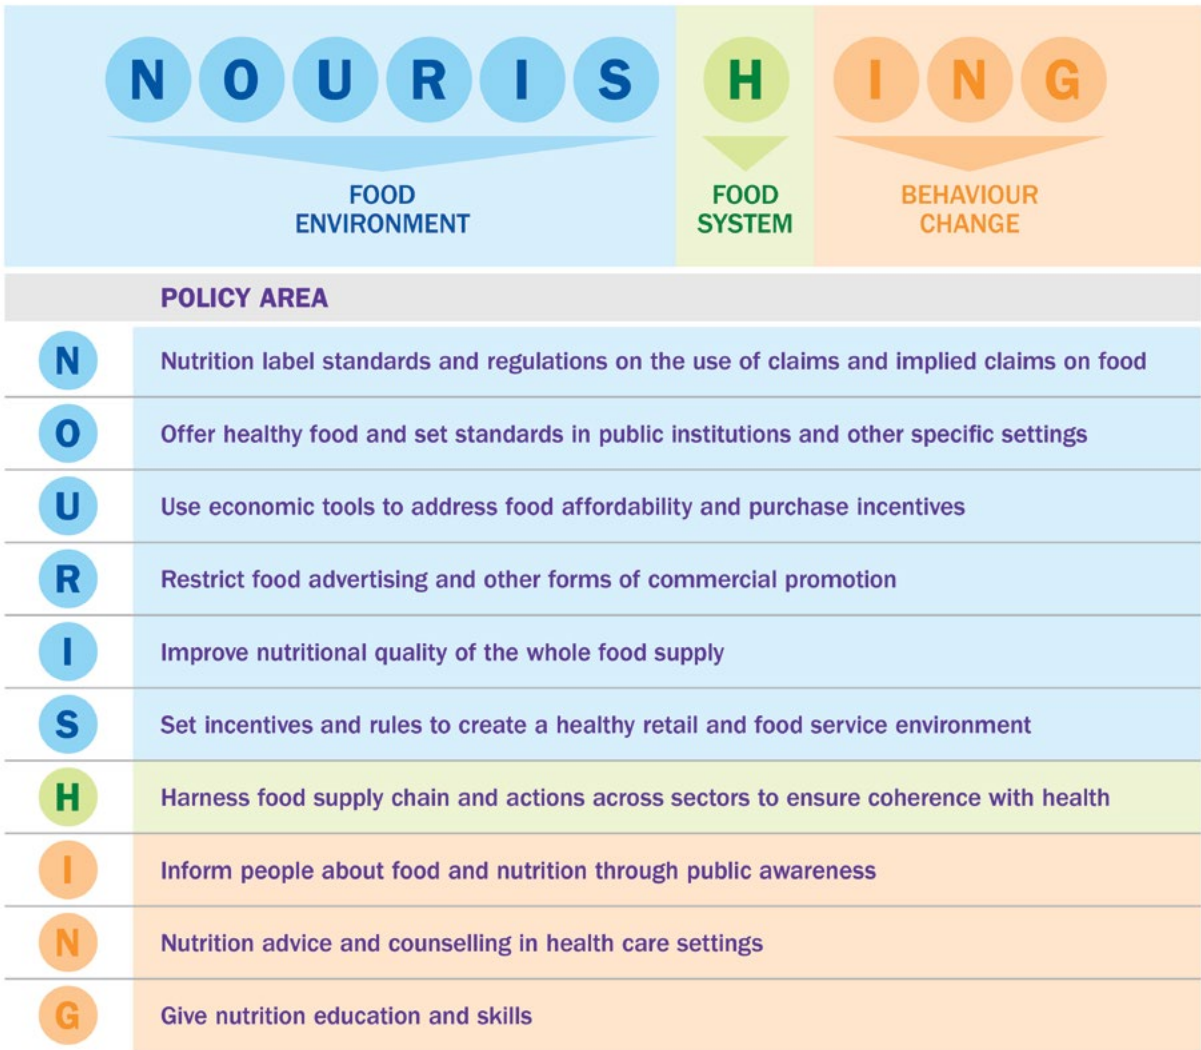 NOURISHING
FOOD
ENVIRONMENT
FOOD
SYSTEM
BEHAVIOUR
CHANGE
POLICY AREA
N Nutrition label standards and regulations on the use of claims and implied claims on food
O Offer healthy food and set standards in public institutions and other specific settings
U Use economic tools to address food affordability and purchase incentives
R Restrict food advertising and other forms of commercial promotion
I Improve nutritional quality of the whole food supply
S Set incentives and rules to create a healthy retail and food service environment
H Harness food supply chain and actions across sectors to ensure coherence with health
I Inform people about food and nutrition through public awareness
N Nutrition advice and counselling in health care settings
G Give nutrition education and skills